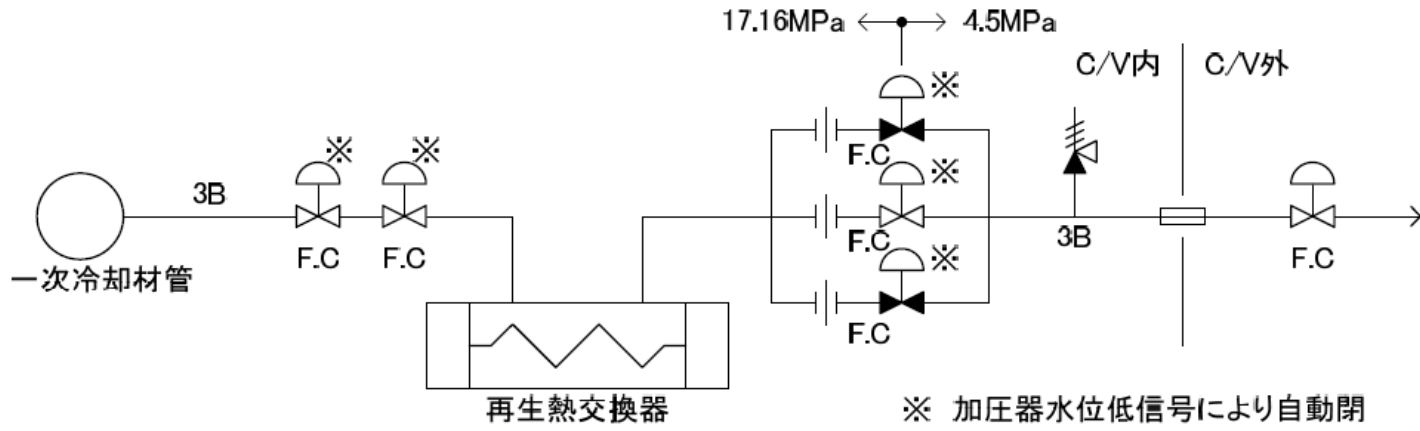 17.16MPa
4.5MPa
C/V内
C/V外
※
※
※
3B
F.C
※
F.C
F.C
F.C
※
3B
F.C
一次冷却材管
F.C
再生熱交換器
※ 加圧器水位低信号により自動閉